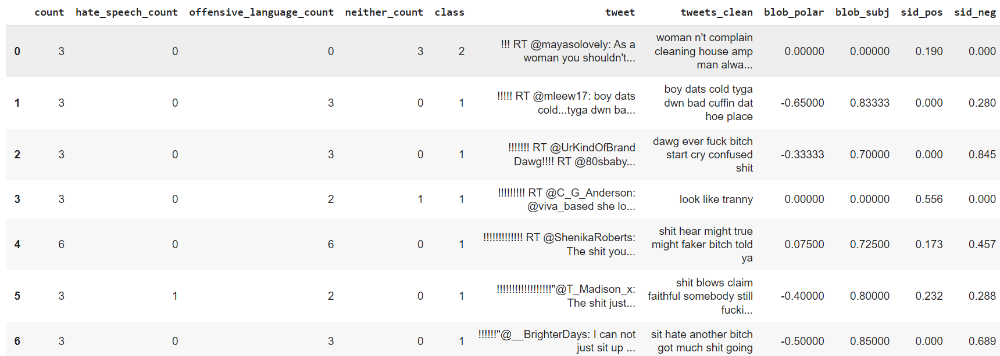 count hate_speech_count offensive_language_count neither_count class tweet tweets_clean blob_polar blob_subj sid_pos sid_neg
woman n't complain
0 3 0 0 3 2 !!! RT @mayasolovely: As a woman you shouldn't... cleaning house amp 0.00000 0.00000 0.190 0.000
man alwa...
boy dats cold tyga
1 3 0 3 0 1 !!!!! RT @mleew17: boy dats cold...tyga dwn ba... dwn bad cuffin dat -0.65000 0.83333 0.000 0.280
hoe place
dawg ever fuck bitch
2 3 0 3 0 1 !!!!!!! RT @UrKindOfBrand Dawg!!!! RT @80sbaby... start cry confused -0.33333 0.70000 0.000 0.845
shit
3 3 0 2 1 1 !!!!!!!!! RT @C_G_Anderson: @viva_based she lo... look like tranny 0.00000 0.00000 0.556 0.000
shit hear might true
4 6 0 6 0 1 !!!!!!!!!!!!! RT @ShenikaRoberts: The shit you... might faker bitch told 0.07500 0.72500 0.173 0.457
ya
shit blows claim
5 3 1 2 0 1 !!!!!!!!!!!!!!!!!!"@T_Madison_x: The shit just... faithful somebody still -0.40000 0.80000 0.232 0.288
fucki...
6 3 0 3 0 1 !!!!!!"@__BrighterDays: I can not just sit up ... sit hate another bitch got much shit going -0.50000 0.85000 0.000 0.689